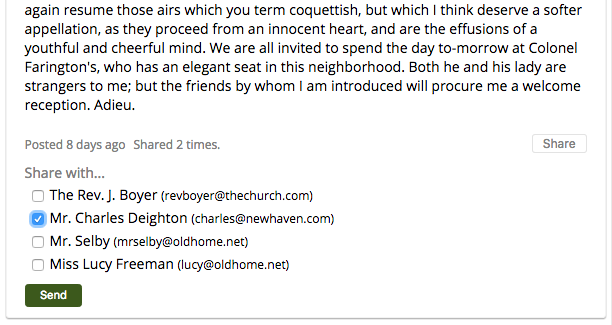 again resume those airs which you term coquettish, but which I think deserve a softer
appellation, as they proceed from an innocent heart, and are the effusions of a
youthful and cheerful mind. We are all invited to spend the day to-morrow at Colonel
Farington's, who has an elegant seat in this neighborhood. Both he and his lady are
strangers to me; but the friends by whom I am introduced will procure me a welcome
reception. Adieu.
Posted 8 days ago Shared 2 times. Share
Share with...
The Rev. J. Boyer (revboyer@thechurch.com)
Mr. Charles Deighton (charles@newhaven.com)
Mr. Selby (mrselby@oldhome.net)
Miss Lucy Freeman (lucy@oldhome.net)
Send